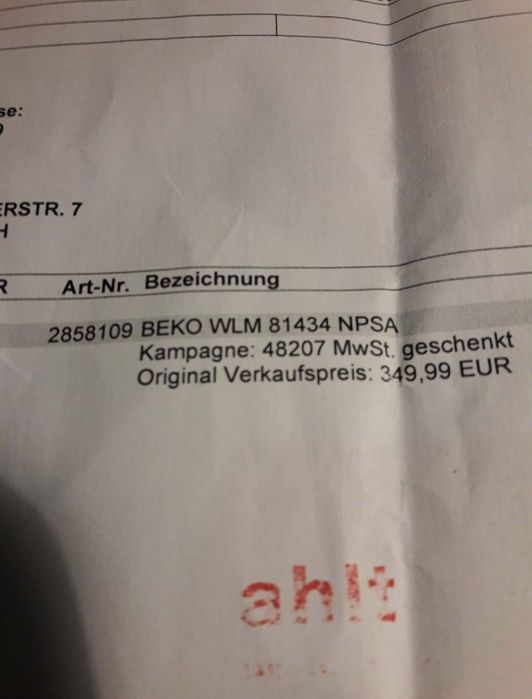 se:
9
ERSTR. 7
H
R Art-Nr. Bezeichnung
2858109 BEKO WLM 81434 NPSA
Kampagne: 48207 MwSt. geschenkt
Original Verkaufspreis: 349,99 EUR
ahlt